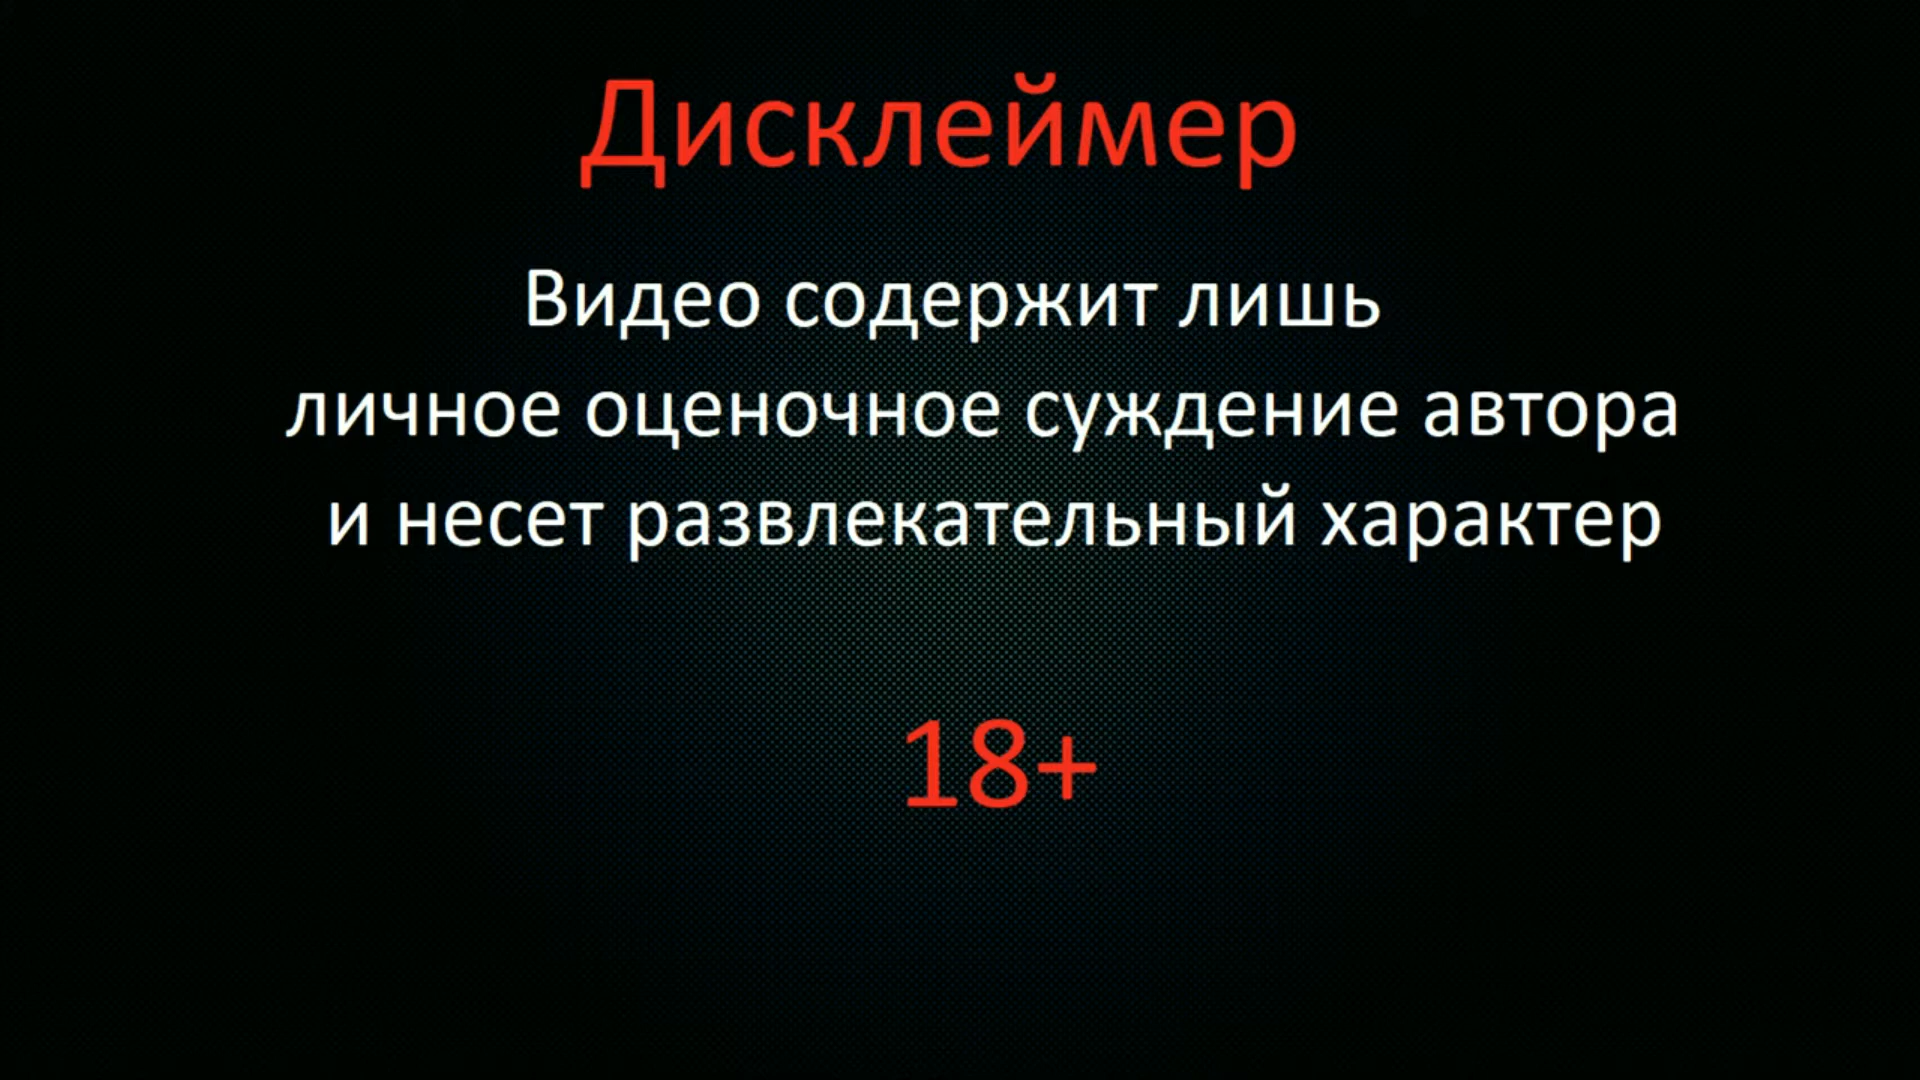 Дисклеймер
Видео содержит лишь
личное оценочное суждение автора
и несет развлекательный характер
18+